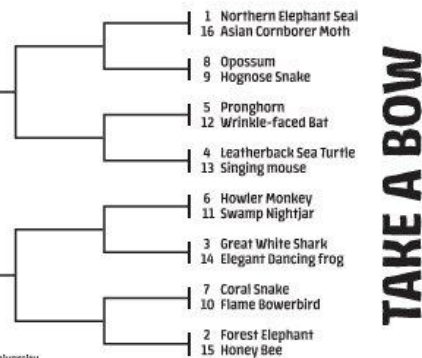 1 Northern Elephant Seal
16 Asian Cornborer Moth
8 Opossum
9 Hognose Snake
5 Pronghorn
12 Wrinkle-faced Bat
4 Leatherback Sea Turtle
13 Singing mouse
6 Howler Monkey
11 Swamp Nightjar
3 Great White Shark
14 Elegant Dancing frog
7 Coral Snake
10 Flame Bowerbird
2 Forest Elephant
15 Honey Bee
TAKE A BOW